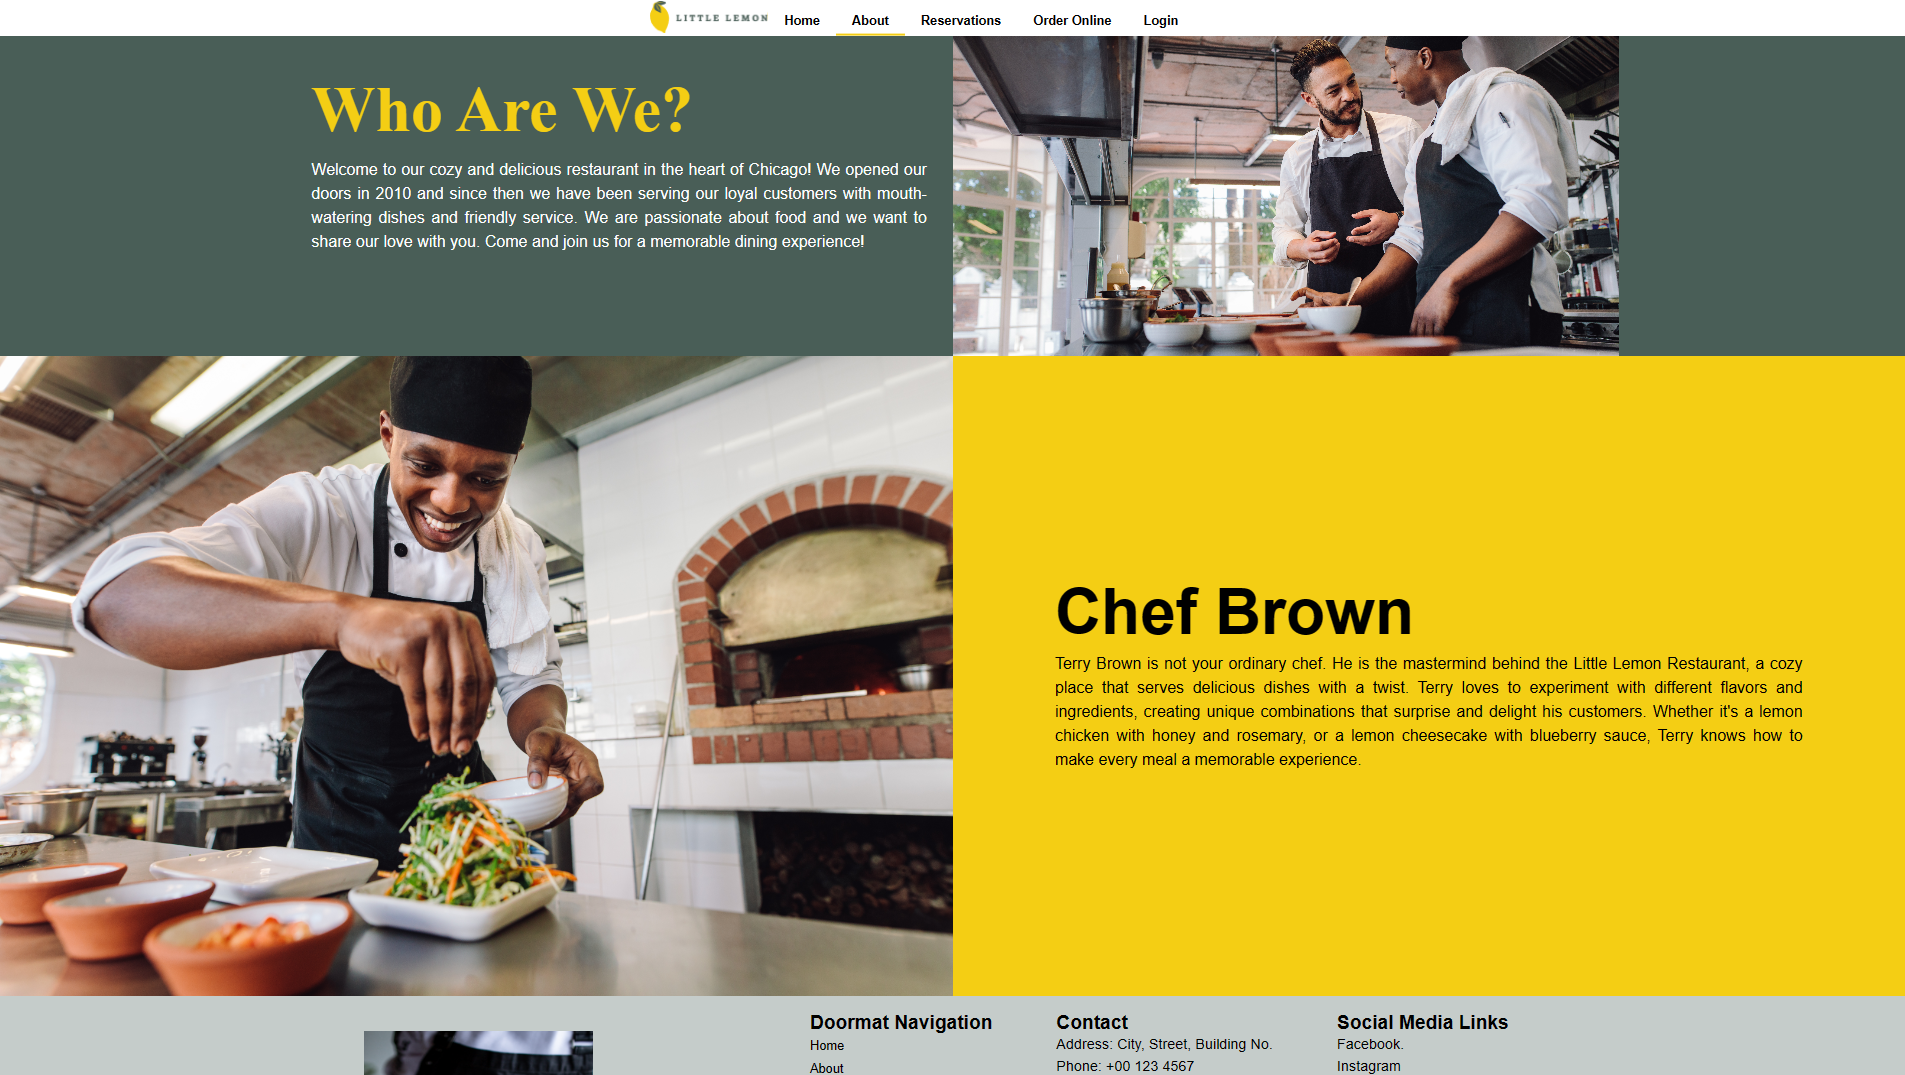 LITTLE LEMON
Home
About
Reservations
Order Online
Login
Who Are We?
Welcome to our cozy and delicious restaurant in the heart of Chicago! We opened our
doors in 2010 and since then we have been serving our loyal customers with mouth-
watering dishes and friendly service. We are passionate about food and we want to
share our love with you. Come and join us for a memorable dining experience!
Chef Brown
Terry Brown is not your ordinary chef. He is the mastermind behind the Little Lemon Restaurant, a cozy
place that serves delicious dishes with a twist. Terry loves to experiment with different flavors and
ingredients, creating unique combinations that surprise and delight his customers. Whether it's a lemon
chicken with honey and rosemary, or a lemon cheesecake with blueberry sauce, Terry knows how to
make every meal a memorable experience.
Doormat Navigation
Home
About
Contact
Address: City, Street, Building No.
Phone: +00 123 4567
Social Media Links
Facebook.
Instagram